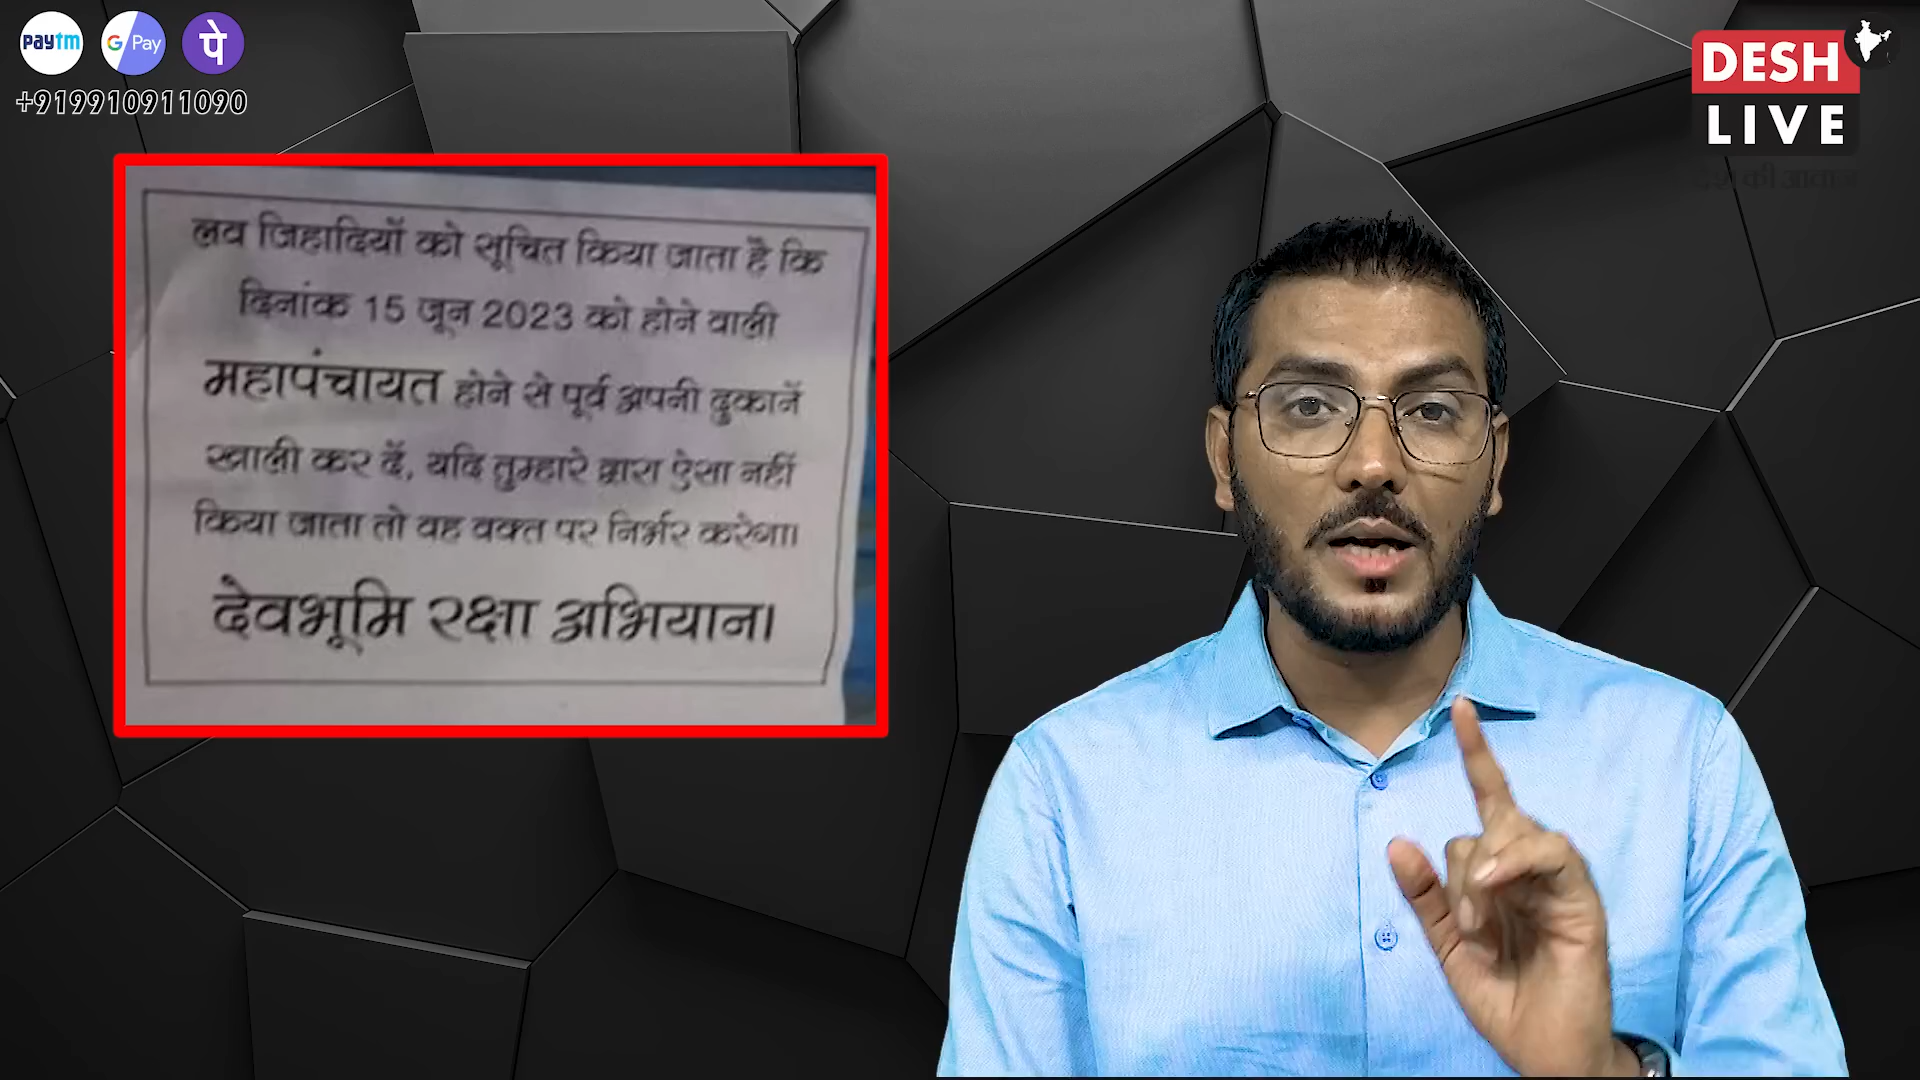 paytm
G Pay
पे
+919910911090
DESH
LIVE
देश की आवाज
लव जिहादियों को सूचित किया जाता है कि
दिनांक 15 जून 2023 को होने वाली
महापंचायत होने से पूर्व अपनी दुकानें
खाली कर दें, यदि तुम्हारे द्वारा ऐसा नहीं
किया जाता तो वह वक्त पर निर्भर करेगा।
देवभूमि रक्षा अभियान।